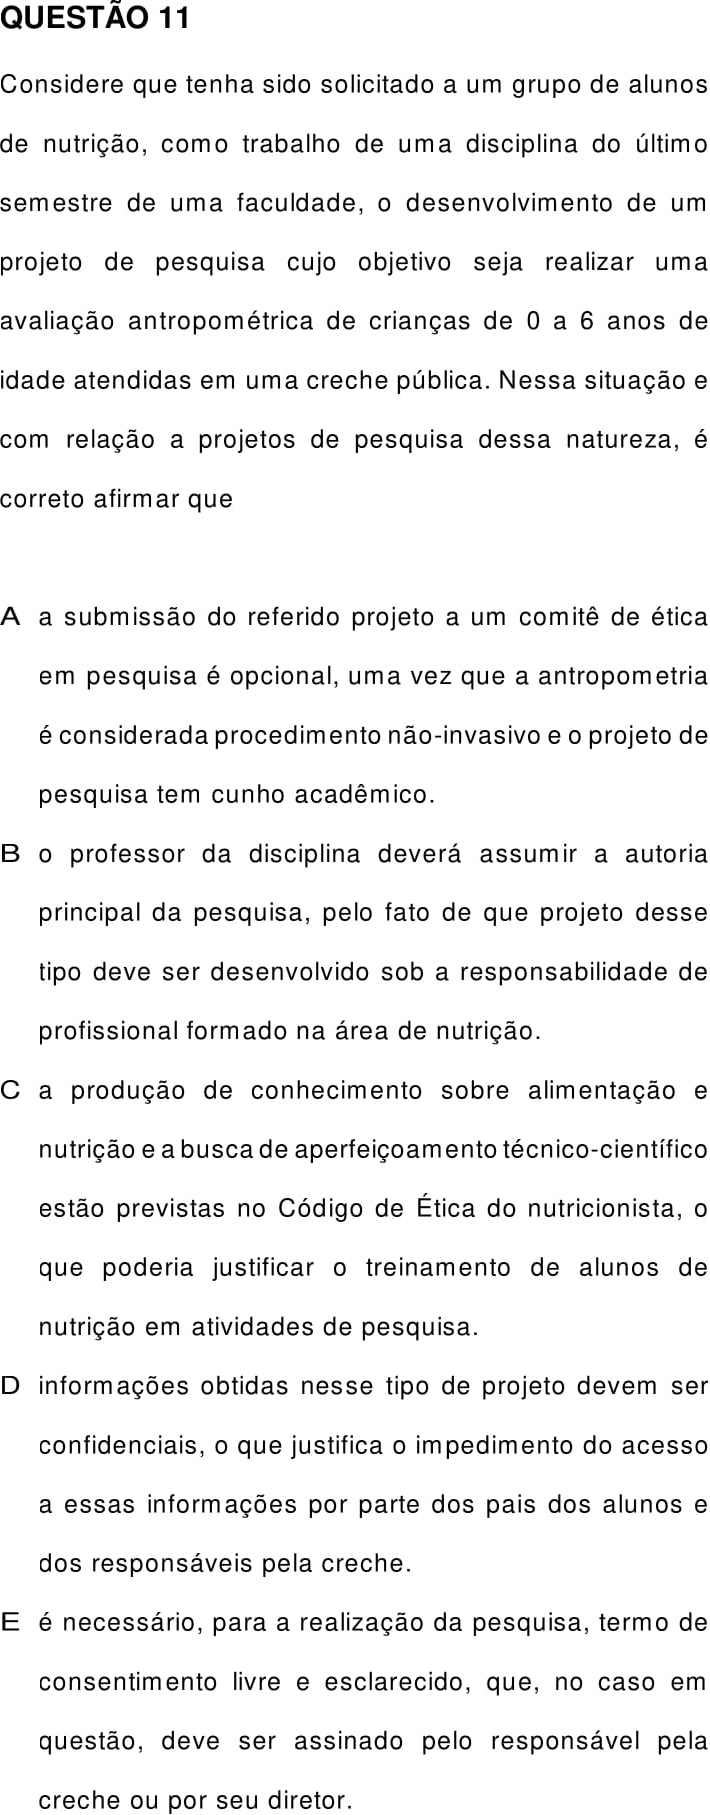 QUESTÃO 11
Considere que tenha sido solicitado a um grupo de alunos
de nutrição, como trabalho de uma disciplina do último
semestre de uma faculdade, o desenvolvimento de um
projeto de pesquisa cujo objetivo seja realizar uma
avaliação antropométrica de crianças de 0 a 6 anos de
idade atendidas em uma creche pública. Nessa situação e
com relação a projetos de pesquisa dessa natureza, é
correto afirmar que
A a submissão do referido projeto a um comitê de ética
em pesquisa é opcional, uma vez que a antropometria
é considerada procedimento não-invasivo e o projeto de
pesquisa tem cunho acadêmico.
B o professor da disciplina deverá assumir a autoria
principal da pesquisa, pelo fato de que projeto desse
tipo deve ser desenvolvido sob a responsabilidade de
profissional formado na área de nutrição.
C a produção de conhecimento sobre alimentação e
nutrição e a busca de aperfeiçoamento técnico-científico
estão previstas no Código de Ética do nutricionista, o
que poderia justificar o treinamento de alunos de
nutrição em atividades de pesquisa.
D informações obtidas nesse tipo de projeto devem ser
confidenciais, o que justifica o impedimento do acesso
a essas informações por parte dos pais dos alunos e
dos responsáveis pela creche.
E é necessário, para a realização da pesquisa, termo de
consentimento livre e esclarecido, que, no caso em
questão, deve ser assinado pelo responsável pela
creche ou por seu diretor.